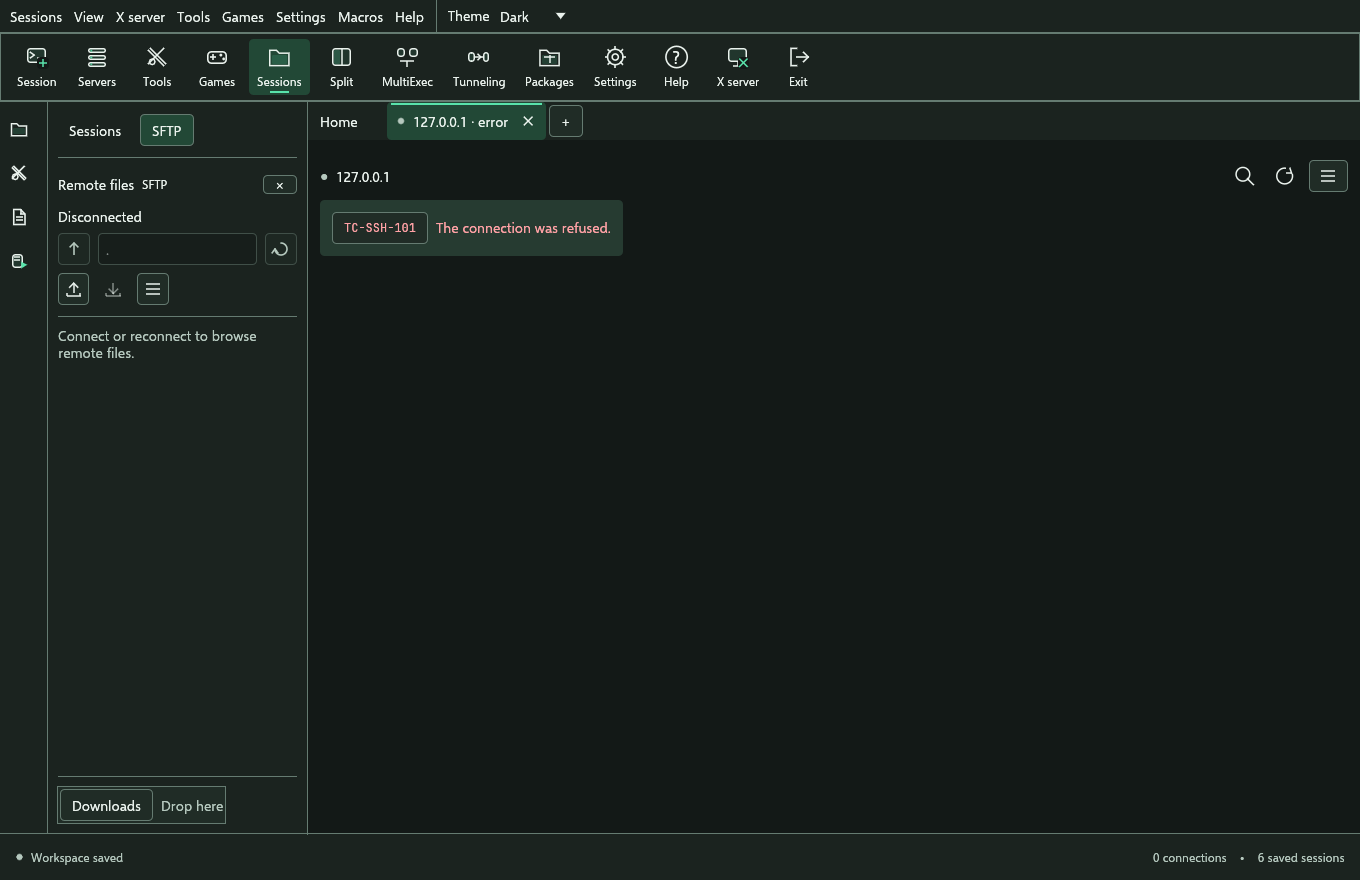 Sessions View X server Tools Games Settings Macros Help Theme Dark
Session Servers Tools Games Sessions Split MultiExec Tunneling Packages Settings Help X server Exit
Sessions SFTP
Home 127.0.0.1 · error ✕ +
Remote files SFTP ×
127.0.0.1
Disconnected
TC-SSH-101 The connection was refused.
.
Connect or reconnect to browse
remote files.
Downloads Drop here
Workspace saved 0 connections • 6 saved sessions